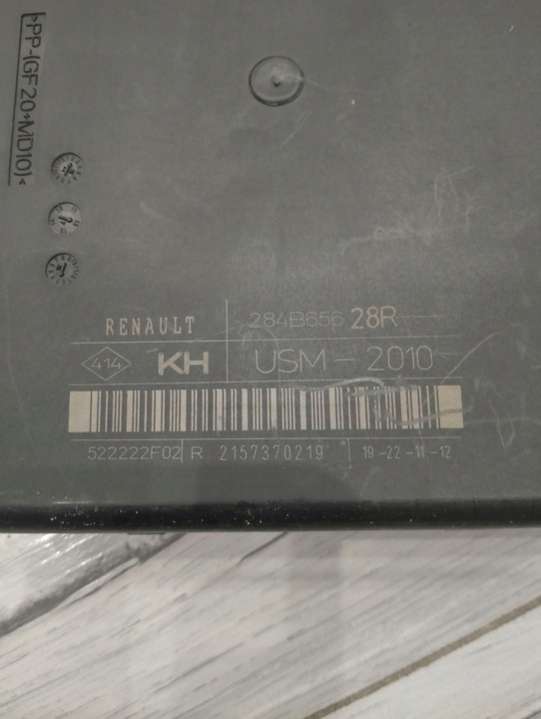 >PP-(GF20+MD10)<
RENAULT 284B656 28R
414 KH USM - 2010
522222F02 R 2157370219 19-22-11-12